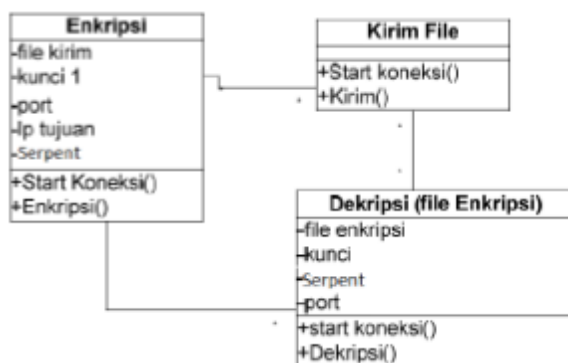 Enkripsi
-file kirim
-kunci 1
-port
-Ip tujuan
-Serpent
+Start Koneksi()
+Enkripsi()
Kirim File
+Start koneksi()
+Kirim()
Dekripsi (file Enkripsi)
-file enkripsi
-kunci
-Serpent
-port
+start koneksi()
+Dekripsi()